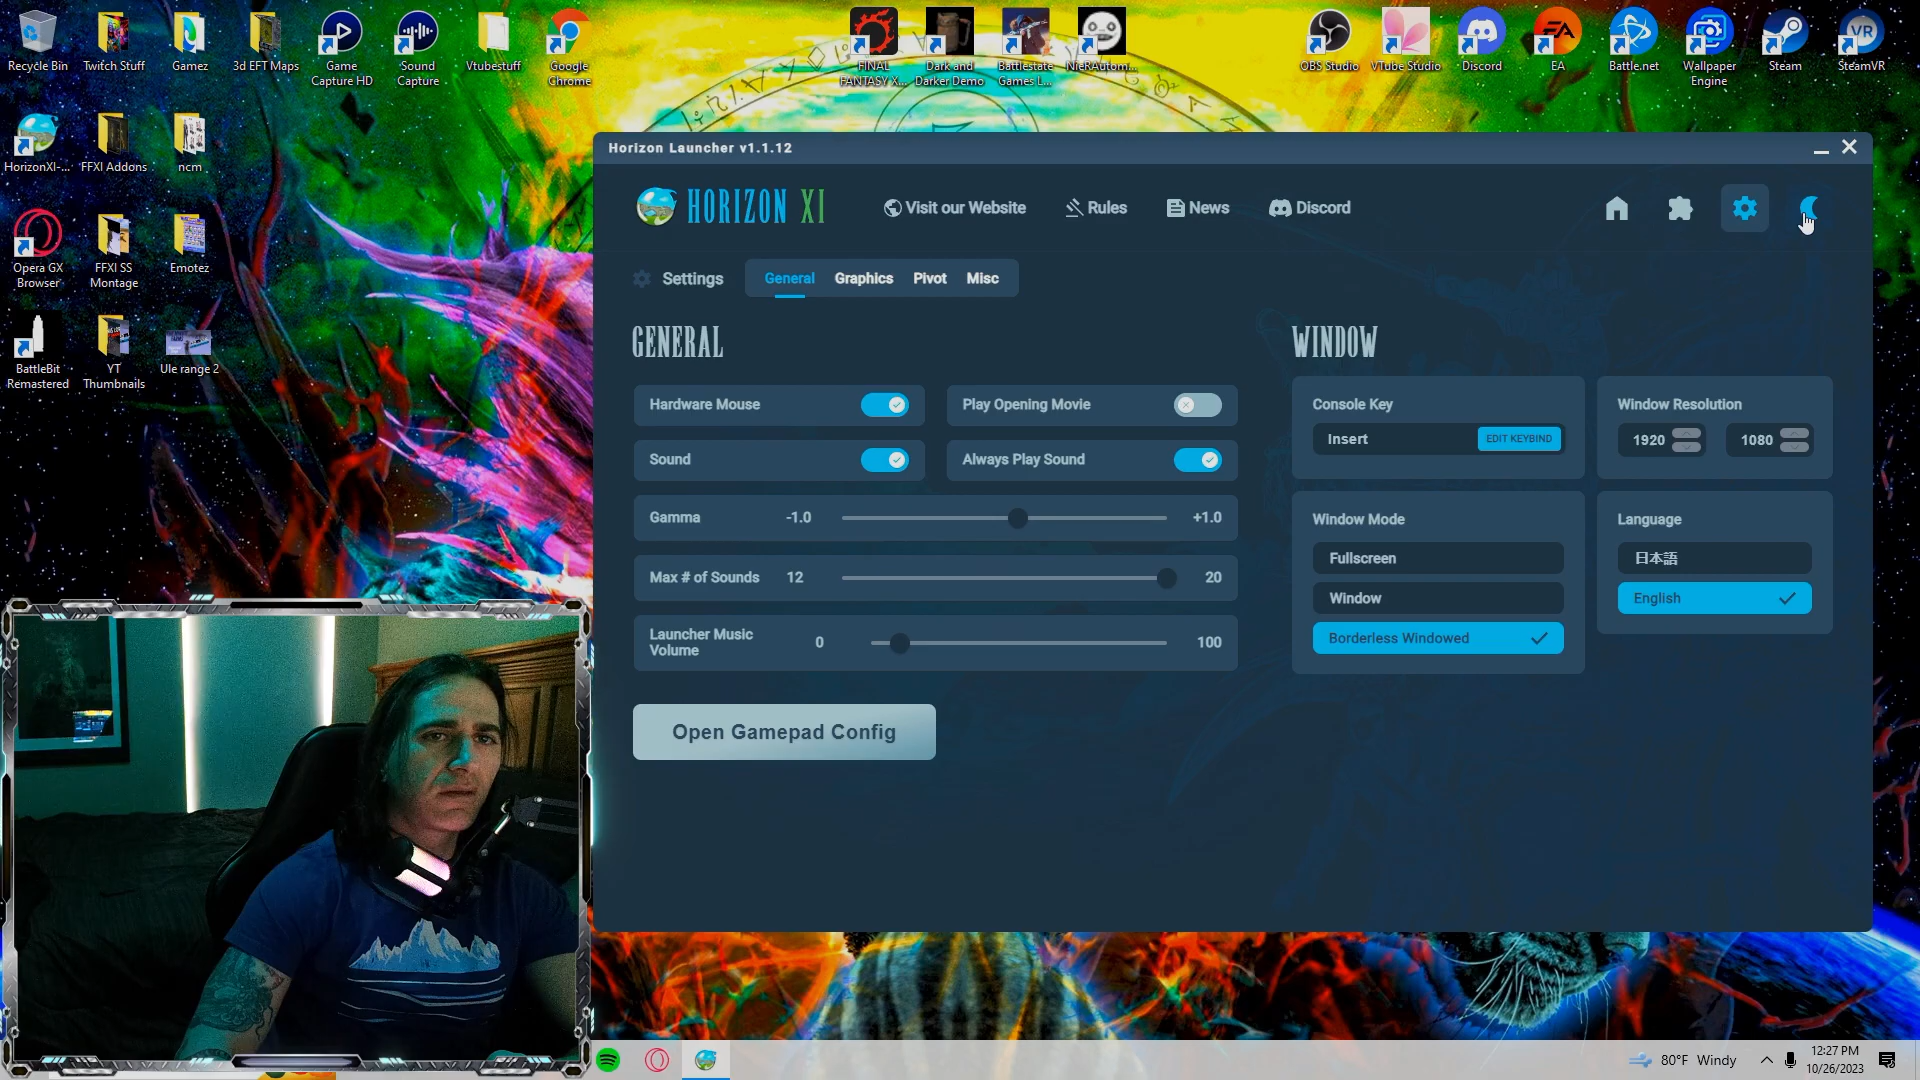 Recycle Bin
Twitch Stuff
Gamez
3d EFT Maps
Game
Capture HD
Sound
Capture
Vtubestuff
Google
Chrome
FINAL
FANTASY X...
Dark and
Darker Demo
Battlestate
Games L...
NieRAutom...
OBS Studio
VTube Studio
Discord
EA
Battle.net
Wallpaper
Engine
Steam
SteamVR
HorizonXI-...
FFXI Addons
ncm
Opera GX
Browser
FFXI SS
Montage
Emotez
BattleBit
Remastered
YT
Thumbnails
Ule range 2
Horizon Launcher v1.1.12
HORIZON XI
Visit our Website
Rules
News
Discord
Settings
General
Graphics
Pivot
Misc
GENERAL
Hardware Mouse
Play Opening Movie
Sound
Always Play Sound
Gamma
-1.0
+1.0
Max # of Sounds
12
20
Launcher Music
Volume
0
100
Open Gamepad Config
WINDOW
Console Key
Insert
EDIT KEYBIND
Window Resolution
1920
1080
Window Mode
Fullscreen
Window
Borderless Windowed
Language
日本語
English
80°F Windy
12:27 PM
10/26/2023